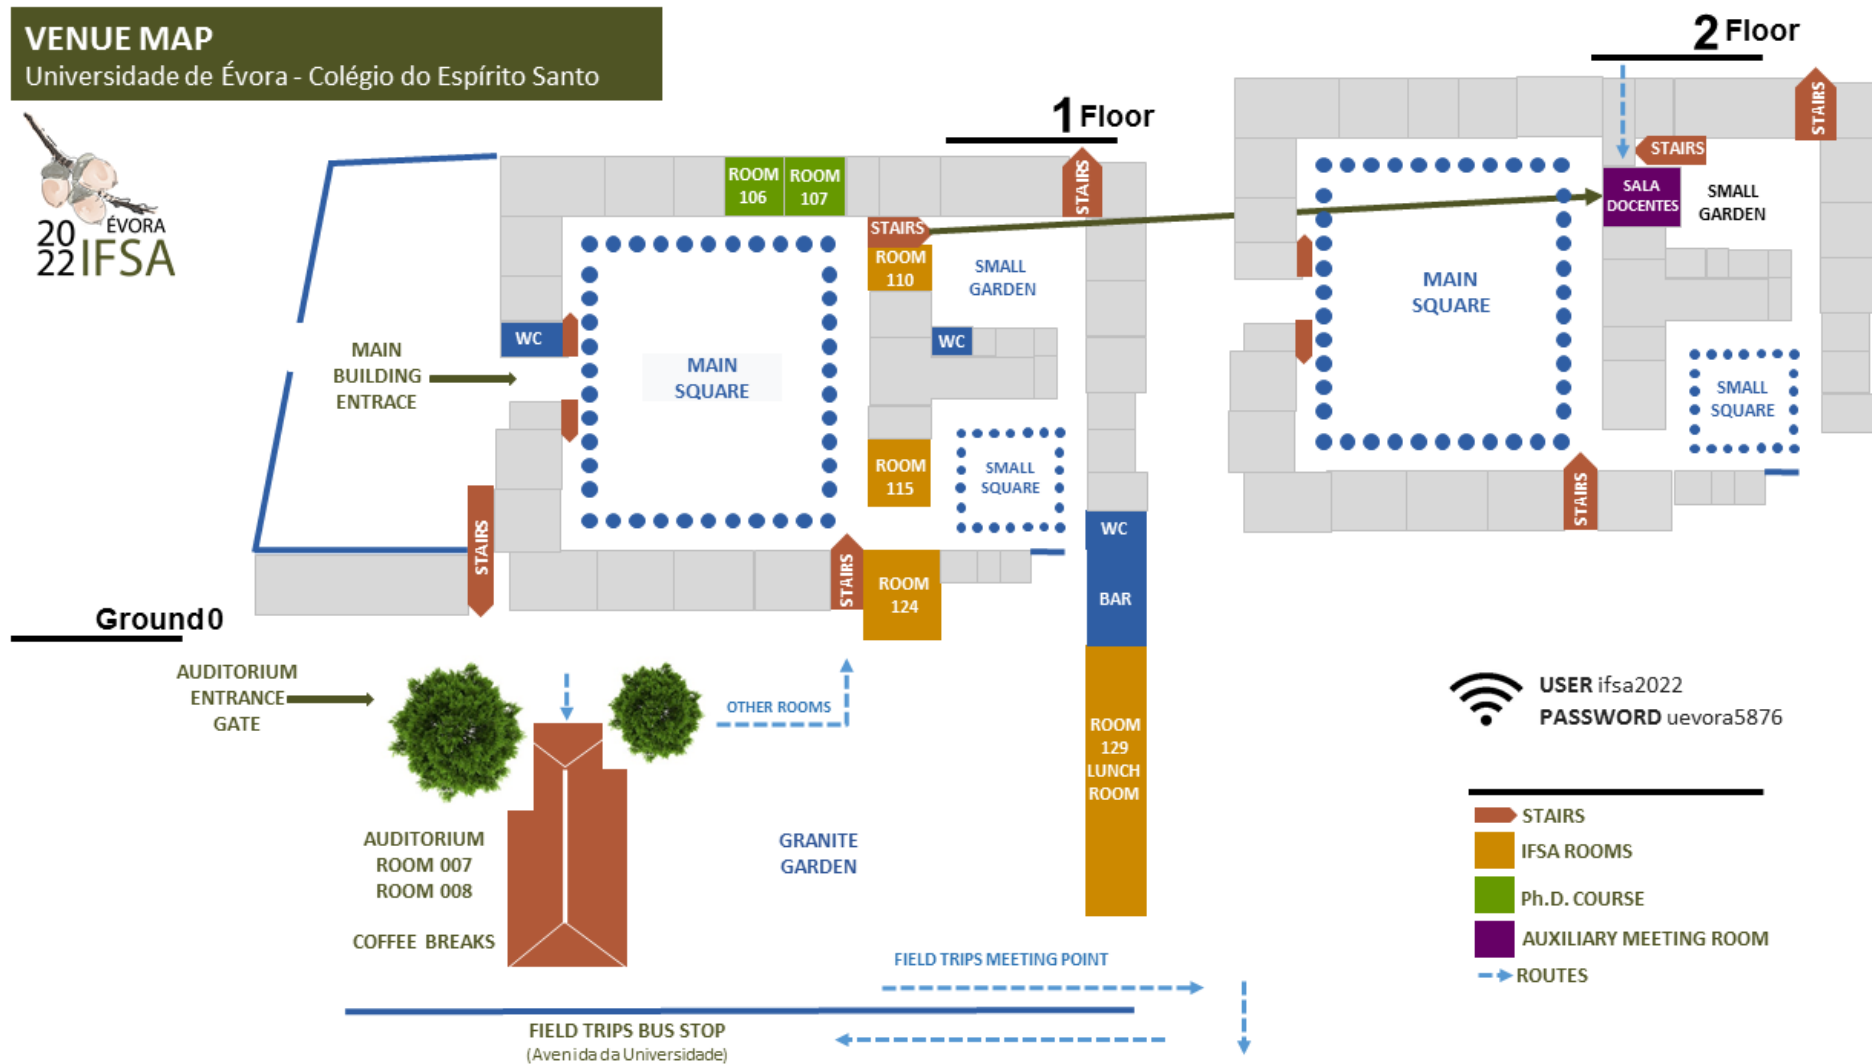 VENUE MAP
Universidade de Évora - Colégio do Espírito Santo
20
22
ÉVORA
IFSA
1 Floor
2 Floor
STAIRS
STAIRS
SALA
DOCENTES
SMALL
GARDEN
MAIN
SQUARE
SMALL
SQUARE
STAIRS
ROOM
106
ROOM
107
STAIRS
STAIRS
ROOM
110
SMALL
GARDEN
WC
WC
MAIN
BUILDING
ENTRACE
MAIN
SQUARE
ROOM
115
SMALL
SQUARE
STAIRS
STAIRS
ROOM
124
WC
BAR
ROOM
129
LUNCH
ROOM
Ground 0
AUDITORIUM
ENTRANCE
GATE
OTHER ROOMS
AUDITORIUM
ROOM 007
ROOM 008
COFFEE BREAKS
GRANITE
GARDEN
FIELD TRIPS MEETING POINT
FIELD TRIPS BUS STOP
(Avenida da Universidade)
USER ifsa2022
PASSWORD uevora5876
STAIRS
IFSA ROOMS
Ph.D. COURSE
AUXILIARY MEETING ROOM
ROUTES